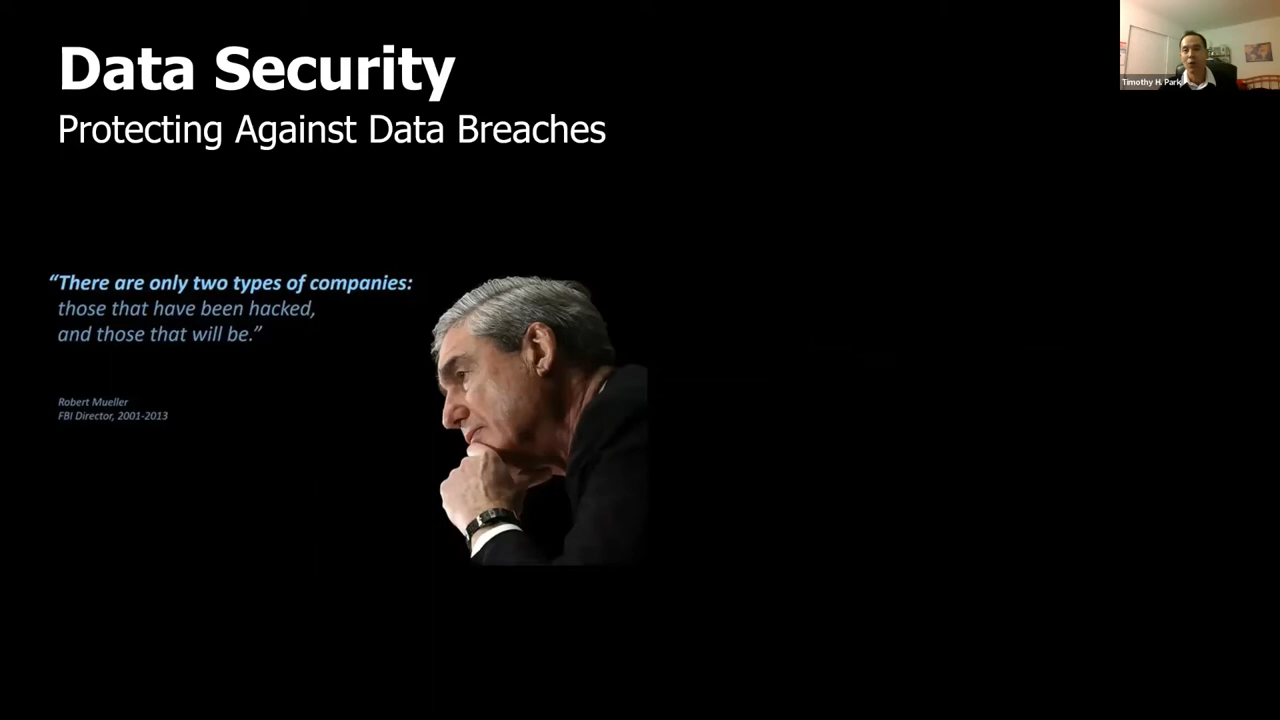 Data Security
Protecting Against Data Breaches
Timothy H. Park
“There are only two types of companies:
those that have been hacked,
and those that will be.”
Robert Mueller
FBI Director, 2001-2013